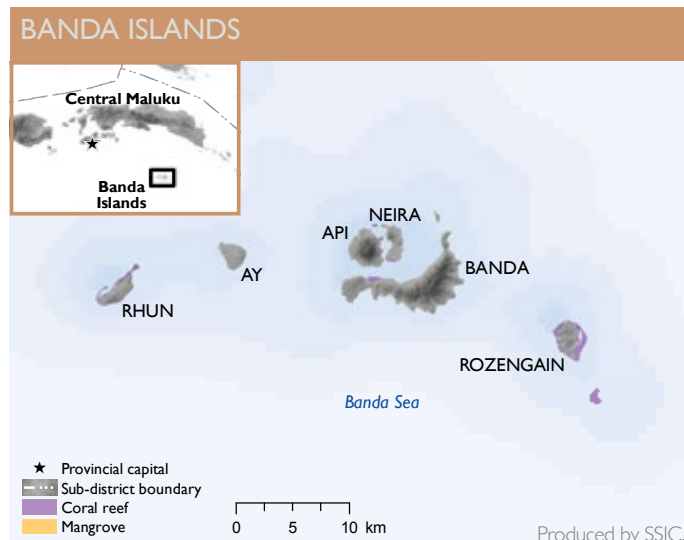 BANDA ISLANDS
Central Maluku
Banda
Islands
NEIRA
API
BANDA
AY
RHUN
ROZENGAIN
Banda Sea
Provincial capital
Sub-district boundary
Coral reef
Mangrove
0 5 10 km
Produced by SSIC.